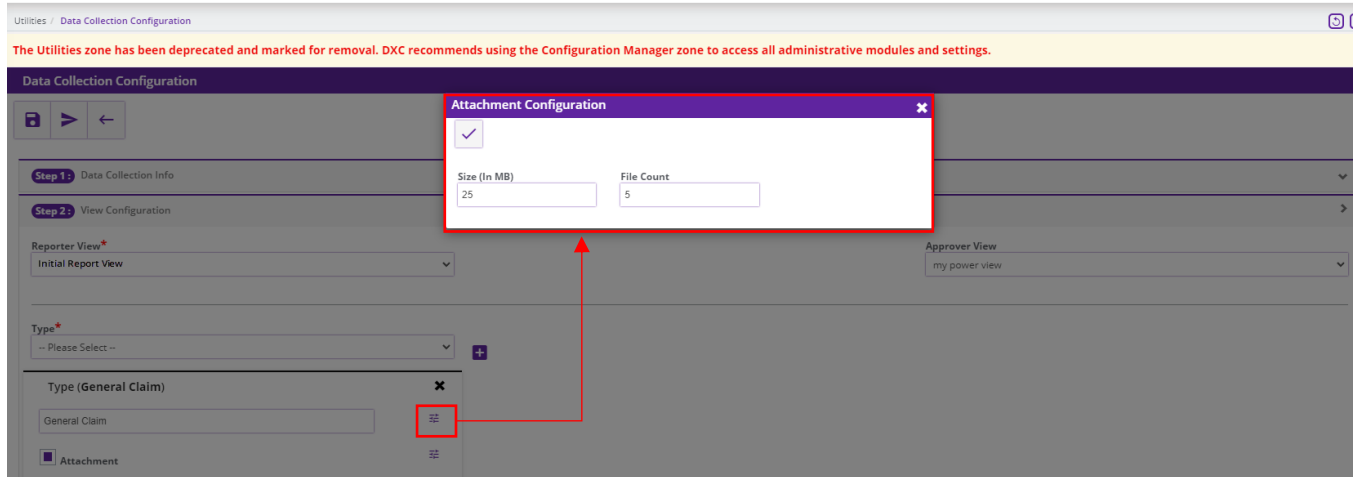 Utilities / Data Collection Configuration
The Utilities zone has been deprecated and marked for removal. DXC recommends using the Configuration Manager zone to access all administrative modules and settings.
Data Collection Configuration
Attachment Configuration
Size (In MB) File Count
25 5
Step 1: Data Collection Info
Step 2: View Configuration
Reporter View* Approver View
Initial Report View my power view
Type*
-- Please Select --
Type (General Claim)
General Claim
Attachment